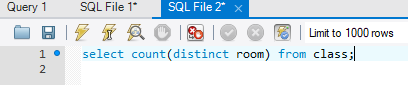 Query 1 SQL File 1* SQL File 2* ×
Limit to 1000 rows
1 select count(distinct room) from class;
2